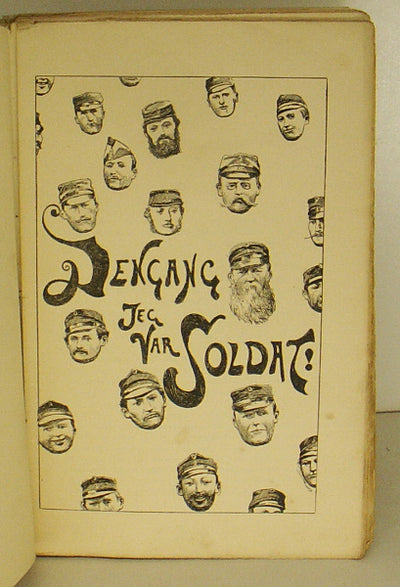 DENGANG
JEG
VAR
SOLDAT!